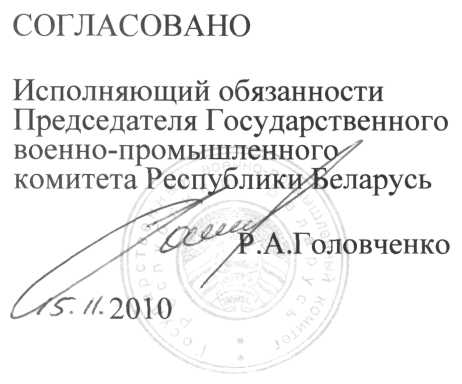 СОГЛАСОВАНО
Исполняющий обязанности
Председателя Государственного
военно-промышленного
комитета Республики Беларусь
Р.А.Головченко
15.11.2010